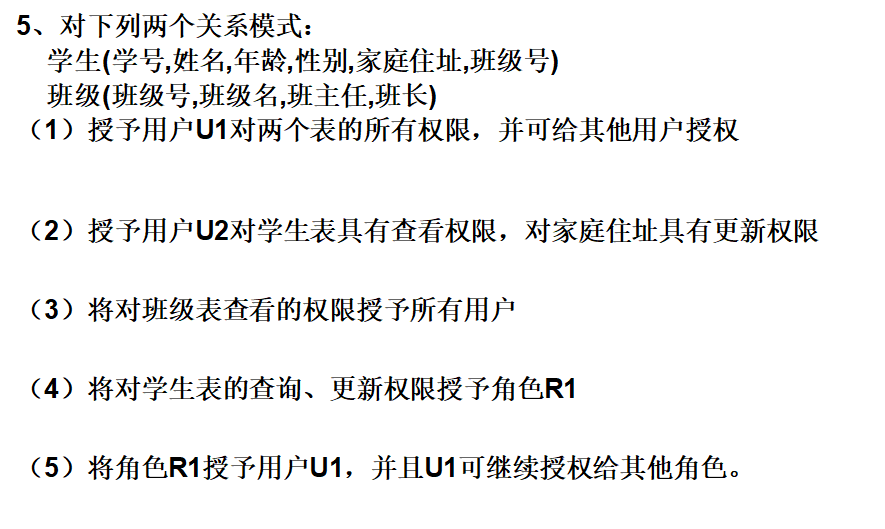 5、对下列两个关系模式：
学生(学号,姓名,年龄,性别,家庭住址,班级号)
班级(班级号,班级名,班主任,班长)
（1）授予用户U1对两个表的所有权限，并可给其他用户授权
（2）授予用户U2对学生表具有查看权限，对家庭住址具有更新权限
（3）将对班级表查看的权限授予所有用户
（4）将对学生表的查询、更新权限授予角色R1
（5）将角色R1授予用户U1，并且U1可继续授权给其他角色。